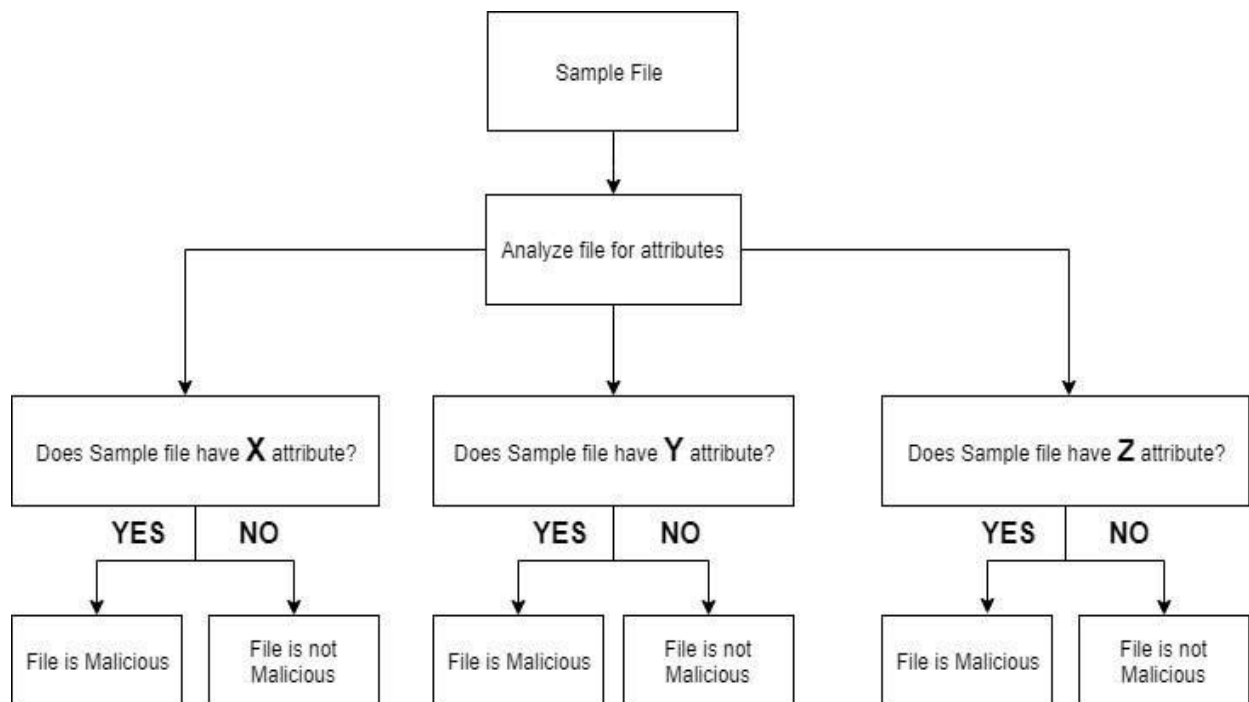 Sample File
Analyze file for attributes
Does Sample file have X attribute?
Does Sample file have Y attribute?
Does Sample file have Z attribute?
YES NO
YES NO
YES NO
File is Malicious
File is not
Malicious
File is Malicious
File is not
Malicious
File is Malicious
File is not
Malicious